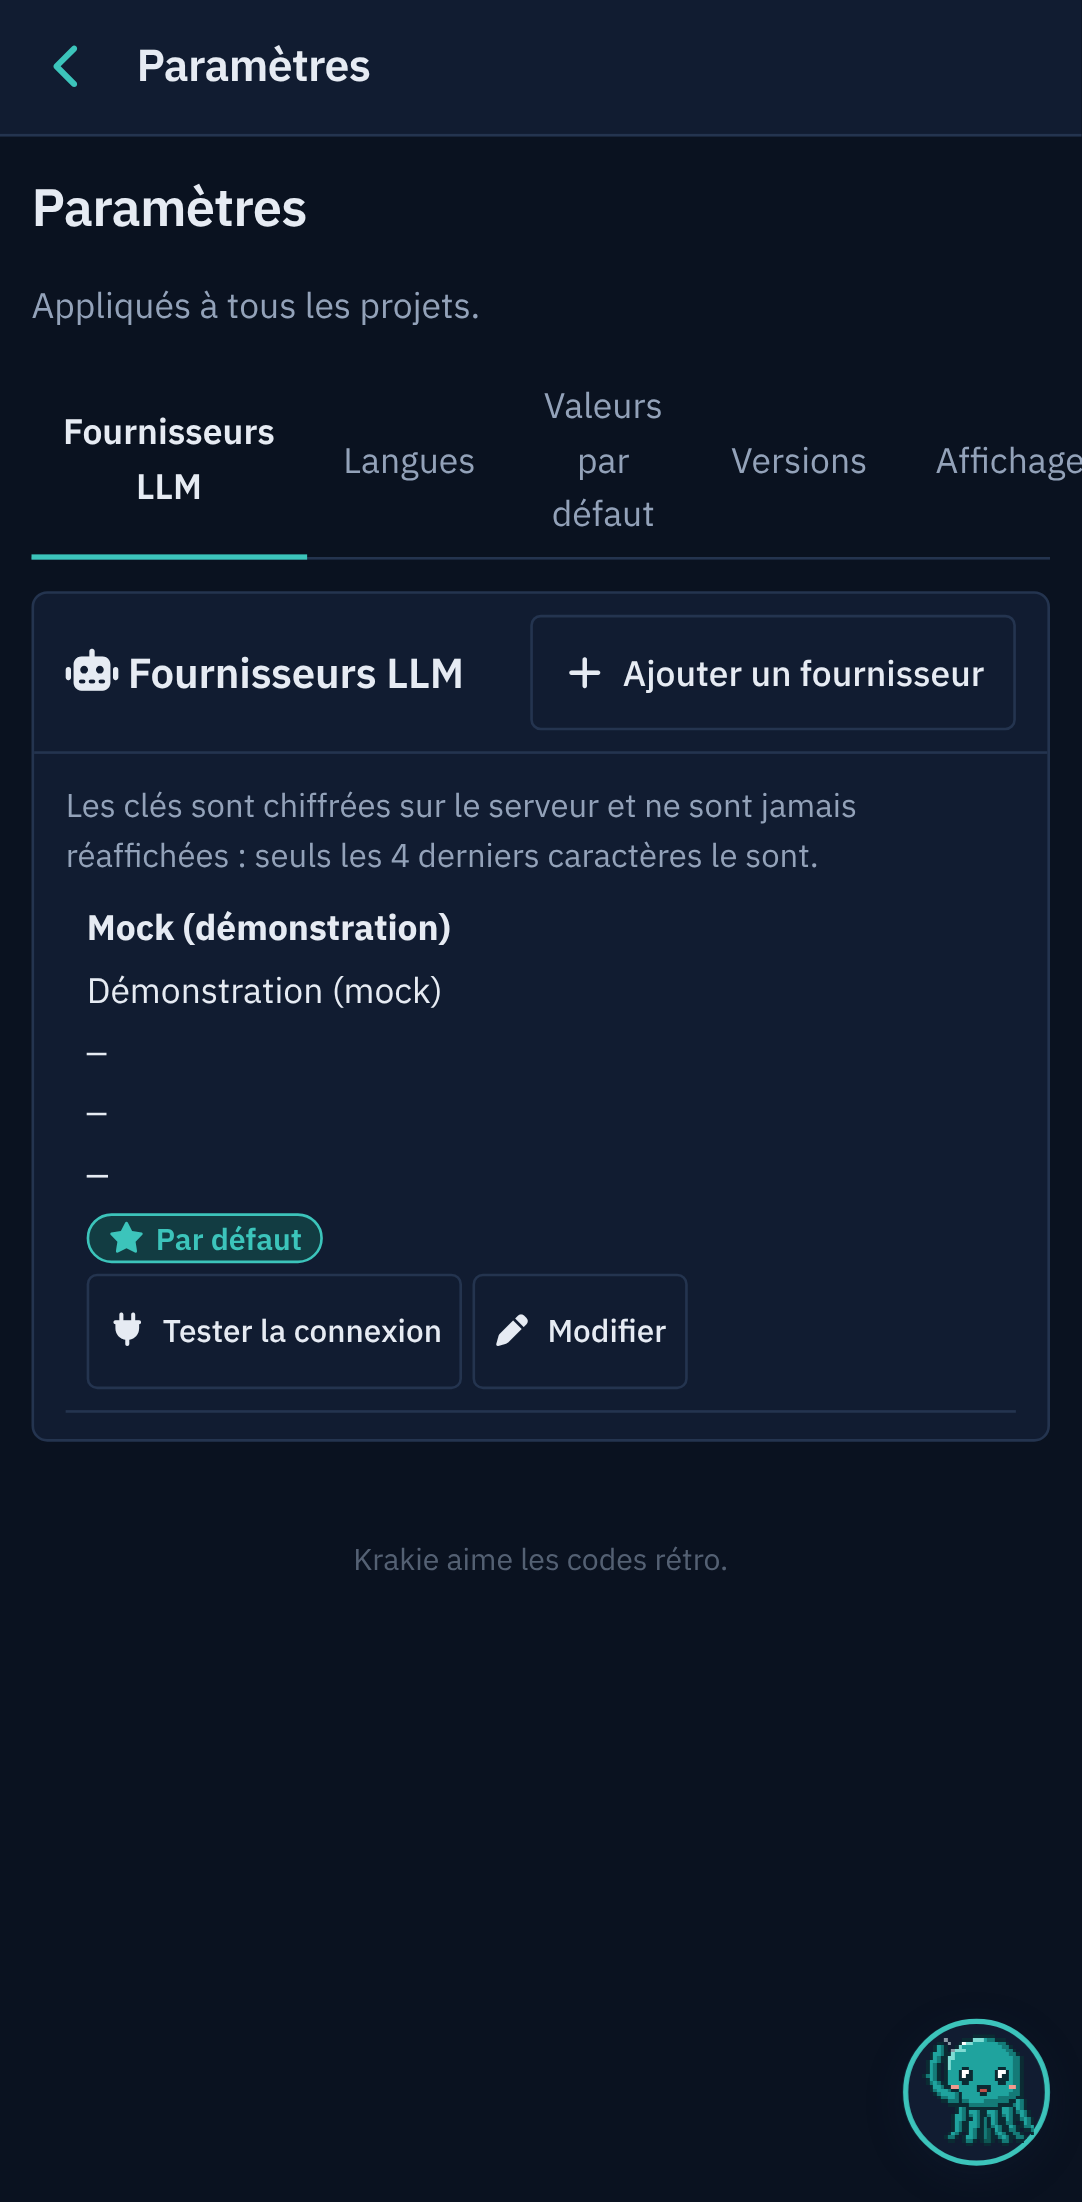 Paramètres
Paramètres
Appliqués à tous les projets.
Fournisseurs
LLM
Langues
Valeurs
par
défaut
Versions
Affichage
Fournisseurs LLM
Ajouter un fournisseur
Les clés sont chiffrées sur le serveur et ne sont jamais
réaffichées : seuls les 4 derniers caractères le sont.
Mock (démonstration)
Démonstration (mock)
—
—
—
Par défaut
Tester la connexion
Modifier
Krakie aime les codes rétro.